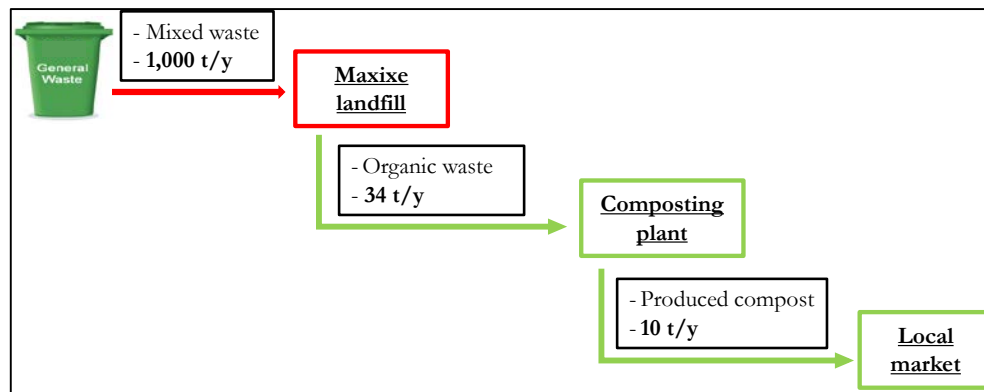 General
Waste
- Mixed waste
- 1,000 t/y
Maxixe
landfill
- Organic waste
- 34 t/y
Composting
plant
- Produced compost
- 10 t/y
Local
market